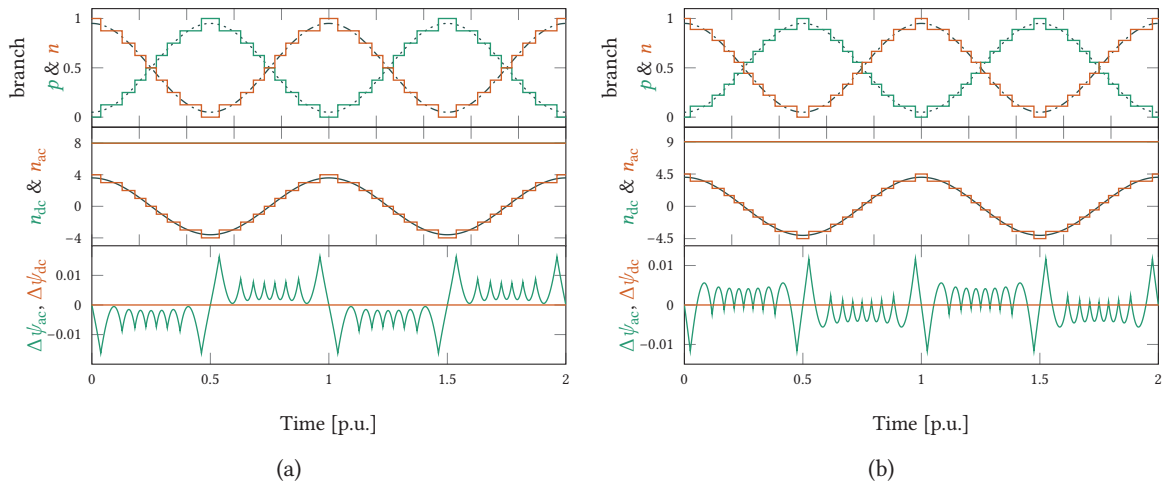 branch
p & n
1
0.5
0
n_dc & n_ac
8
4
0
−4
Δψ_ac, Δψ_dc
0.01
0
−0.01
0 0.5 1 1.5 2
Time [p.u.]
(a)
branch
p & n
1
0.5
0
n_dc & n_ac
9
4.5
0
−4.5
Δψ_ac, Δψ_dc
0.01
0
−0.01
0 0.5 1 1.5 2
Time [p.u.]
(b)